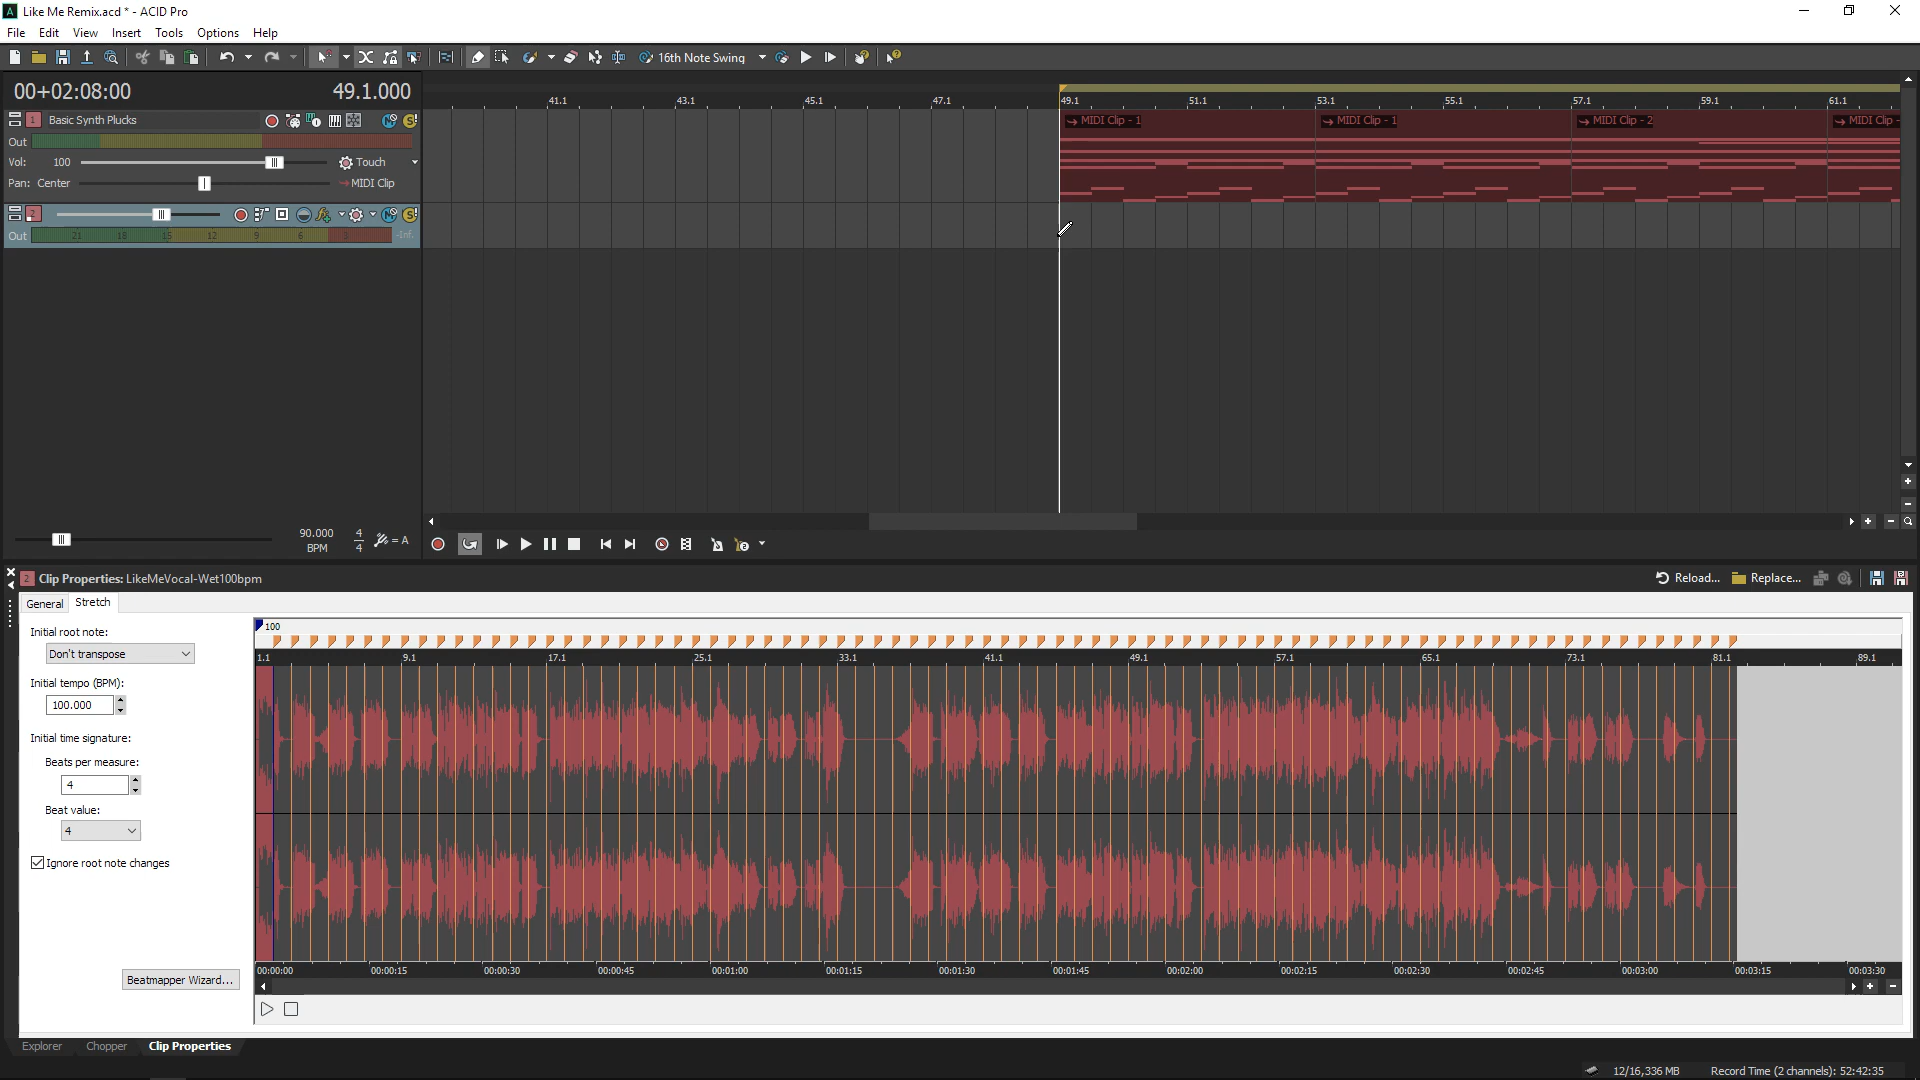 Like Me Remix.acd * - ACID Pro
File Edit View Insert Tools Options Help
16th Note Swing
00+02:08:00 49.1.000
41.1 43.1 45.1 47.1 49.1 51.1 53.1 55.1 57.1 59.1 61.1
1 Basic Synth Plucks
MIDI Clip - 1 MIDI Clip - 1 MIDI Clip - 2 MIDI Clip -
Out
Vol: 100 Touch
Pan: Center MIDI Clip
2
Out 21 18 15 12 9 6 3 -Inf.
90.000 BPM 4/4 = A
2 Clip Properties: LikeMeVocal-Wet100bpm Reload... Replace...
General Stretch
Initial root note:
Don't transpose
Initial tempo (BPM):
100.000
Initial time signature:
Beats per measure:
4
Beat value:
4
Ignore root note changes
Beatmapper Wizard...
100
1.1 9.1 17.1 25.1 33.1 41.1 49.1 57.1 65.1 73.1 81.1 89.1
00:00:00 00:00:15 00:00:30 00:00:45 00:01:00 00:01:15 00:01:30 00:01:45 00:02:00 00:02:15 00:02:30 00:02:45 00:03:00 00:03:15 00:03:30
Explorer Chopper Clip Properties
12/16,336 MB Record Time (2 channels): 52:42:35